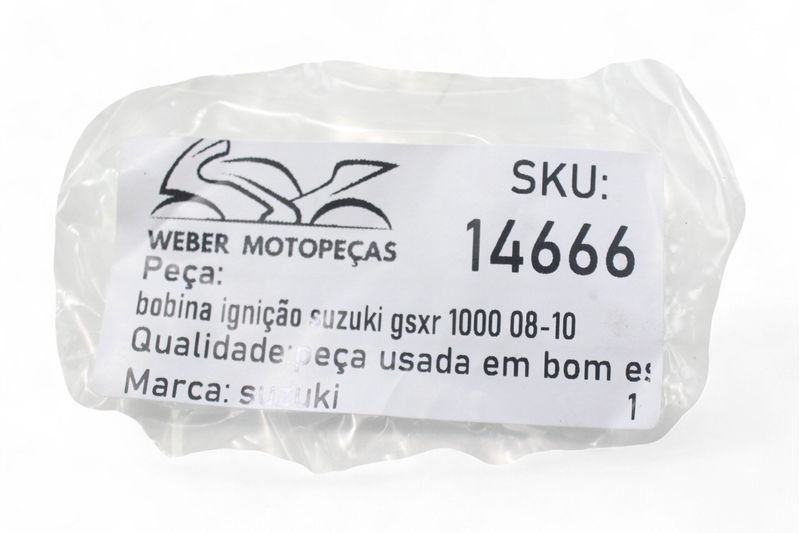 SKU:
14666
WEBER MOTOPEÇAS
Peça:
bobina ignição suzuki gsxr 1000 08-10
Qualidade:peça usada em bom es
Marca: suzuki
1